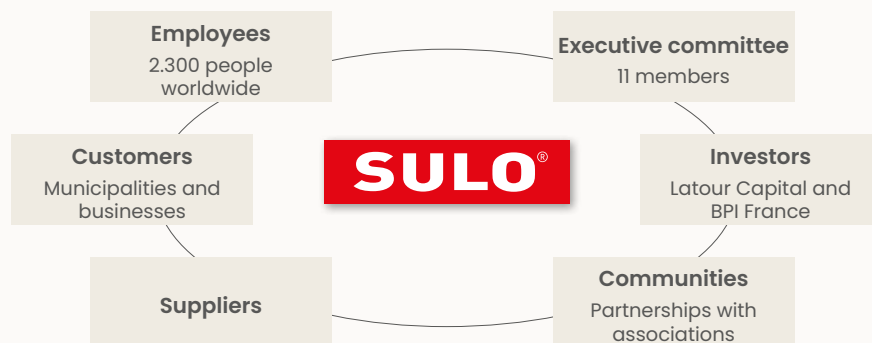 Employees
2.300 people
worldwide
Executive committee
11 members
Customers
Municipalities and
businesses
SULO®
Investors
Latour Capital and
BPI France
Suppliers
Communities
Partnerships with
associations